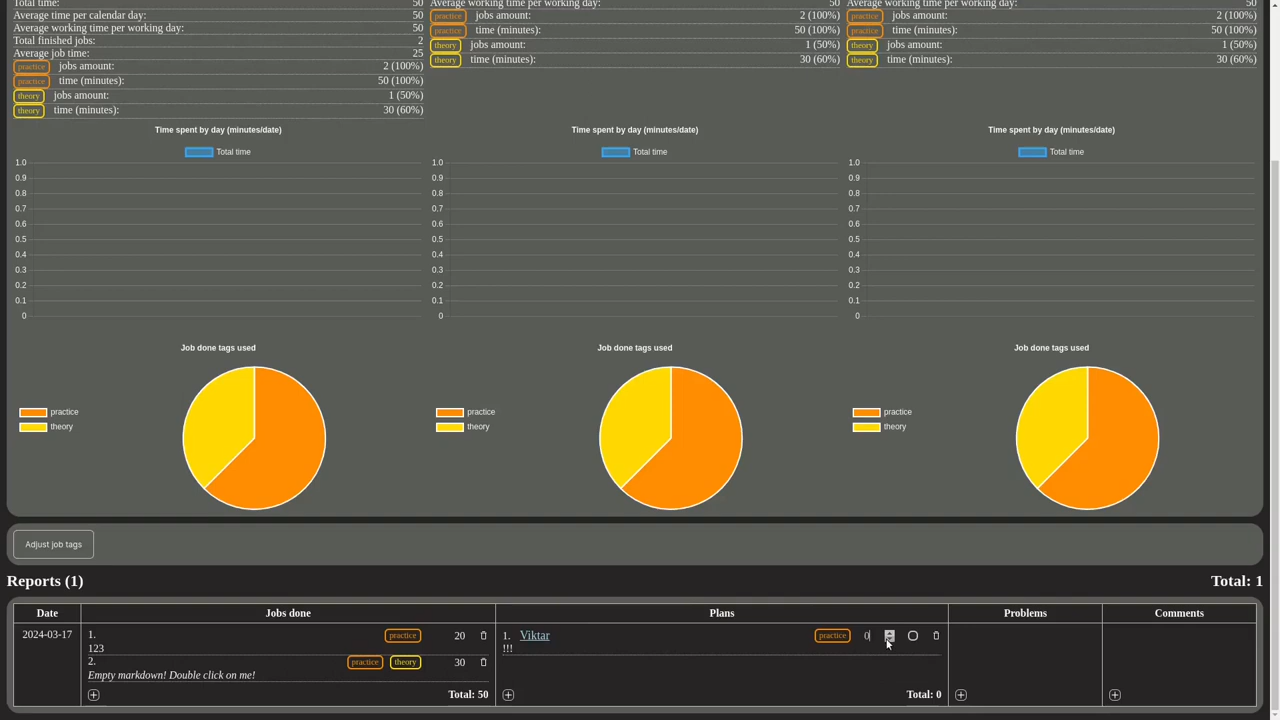 Total time: 50
Average time per calendar day: 50
Average working time per working day: 50
Total finished jobs: 2
Average job time: 25
practice jobs amount: 2 (100%)
practice time (minutes): 50 (100%)
theory jobs amount: 1 (50%)
theory time (minutes): 30 (60%)
Average working time per working day: 50
practice jobs amount: 2 (100%)
practice time (minutes): 50 (100%)
theory jobs amount: 1 (50%)
theory time (minutes): 30 (60%)
Average working time per working day: 50
practice jobs amount: 2 (100%)
practice time (minutes): 50 (100%)
theory jobs amount: 1 (50%)
theory time (minutes): 30 (60%)
Time spent by day (minutes/date)
Total time
1.0
0.9
0.8
0.7
0.6
0.5
0.4
0.3
0.2
0.1
0
Time spent by day (minutes/date)
Total time
1.0
0.9
0.8
0.7
0.6
0.5
0.4
0.3
0.2
0.1
0
Time spent by day (minutes/date)
Total time
1.0
0.9
0.8
0.7
0.6
0.5
0.4
0.3
0.2
0.1
0
Job done tags used
practice
theory
Job done tags used
practice
theory
Job done tags used
practice
theory
Adjust job tags
Reports (1) Total: 1
Date Jobs done Plans Problems Comments
2024-03-17
1. practice 20
123
2. practice theory 30
Empty markdown! Double click on me!
Total: 50
1. Viktar practice 0
!!!
Total: 0